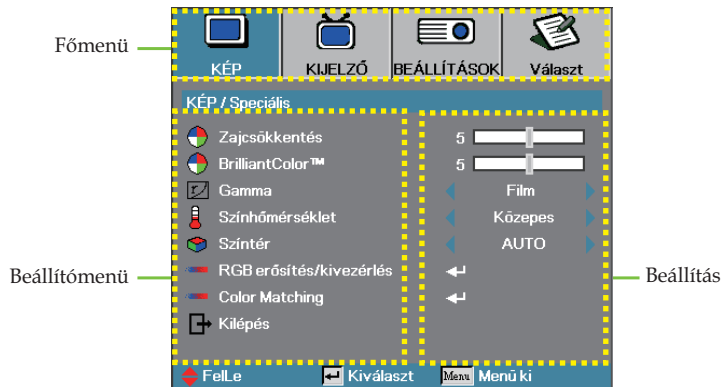 Főmenü
KÉP KIJELZŐ BEÁLLÍTÁSOK Választ
KÉP / Speciális
Zajcsökkentés 5
BrilliantColor™ 5
Gamma Film
Színhőmérséklet Közepes
Színtér AUTO
RGB erősítés/kivezérlés
Color Matching
Kilépés
Beállítómenü
Beállítás
FelLe Kiválaszt Menu Menü ki